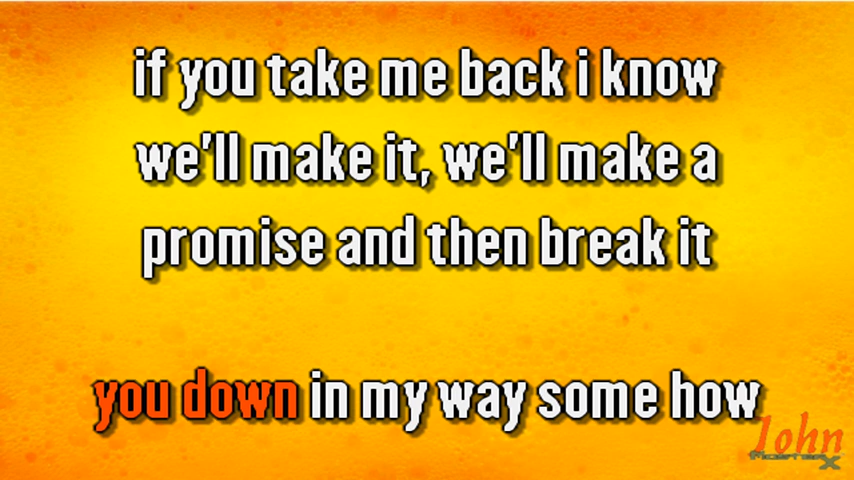 if you take me back i know
we'll make it, we'll make a
promise and then break it
you down in my way some how
John